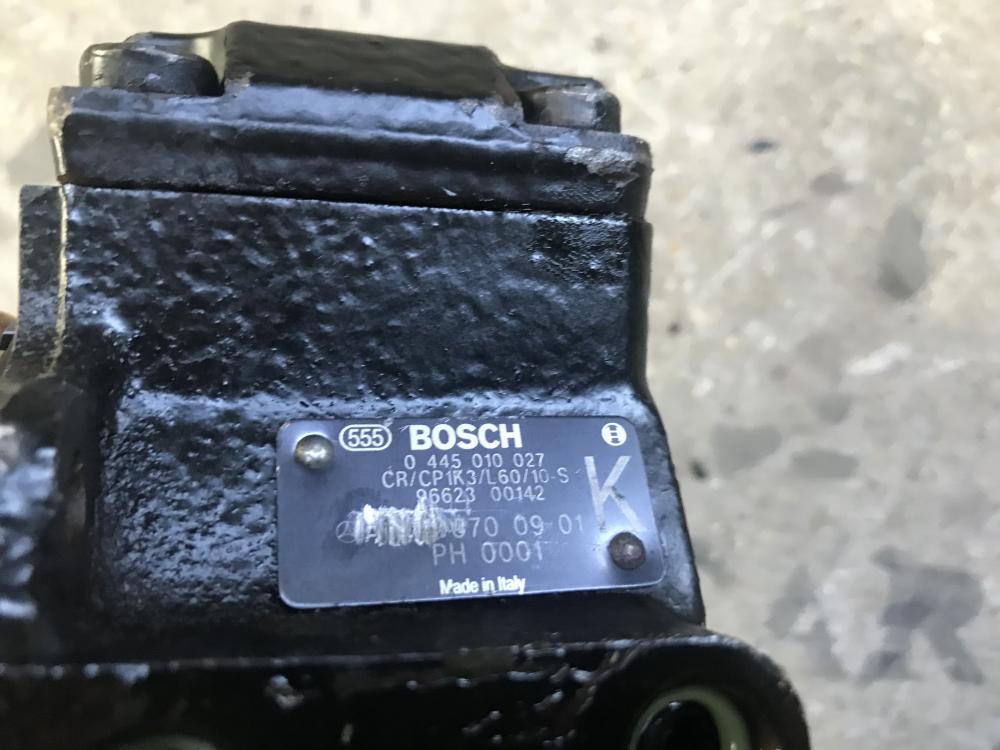 555 BOSCH
0 445 010 027
CR/CP1K3/L60/10-S
96623 00142
K
070 09 01
PH 0001
Made in Italy
AR